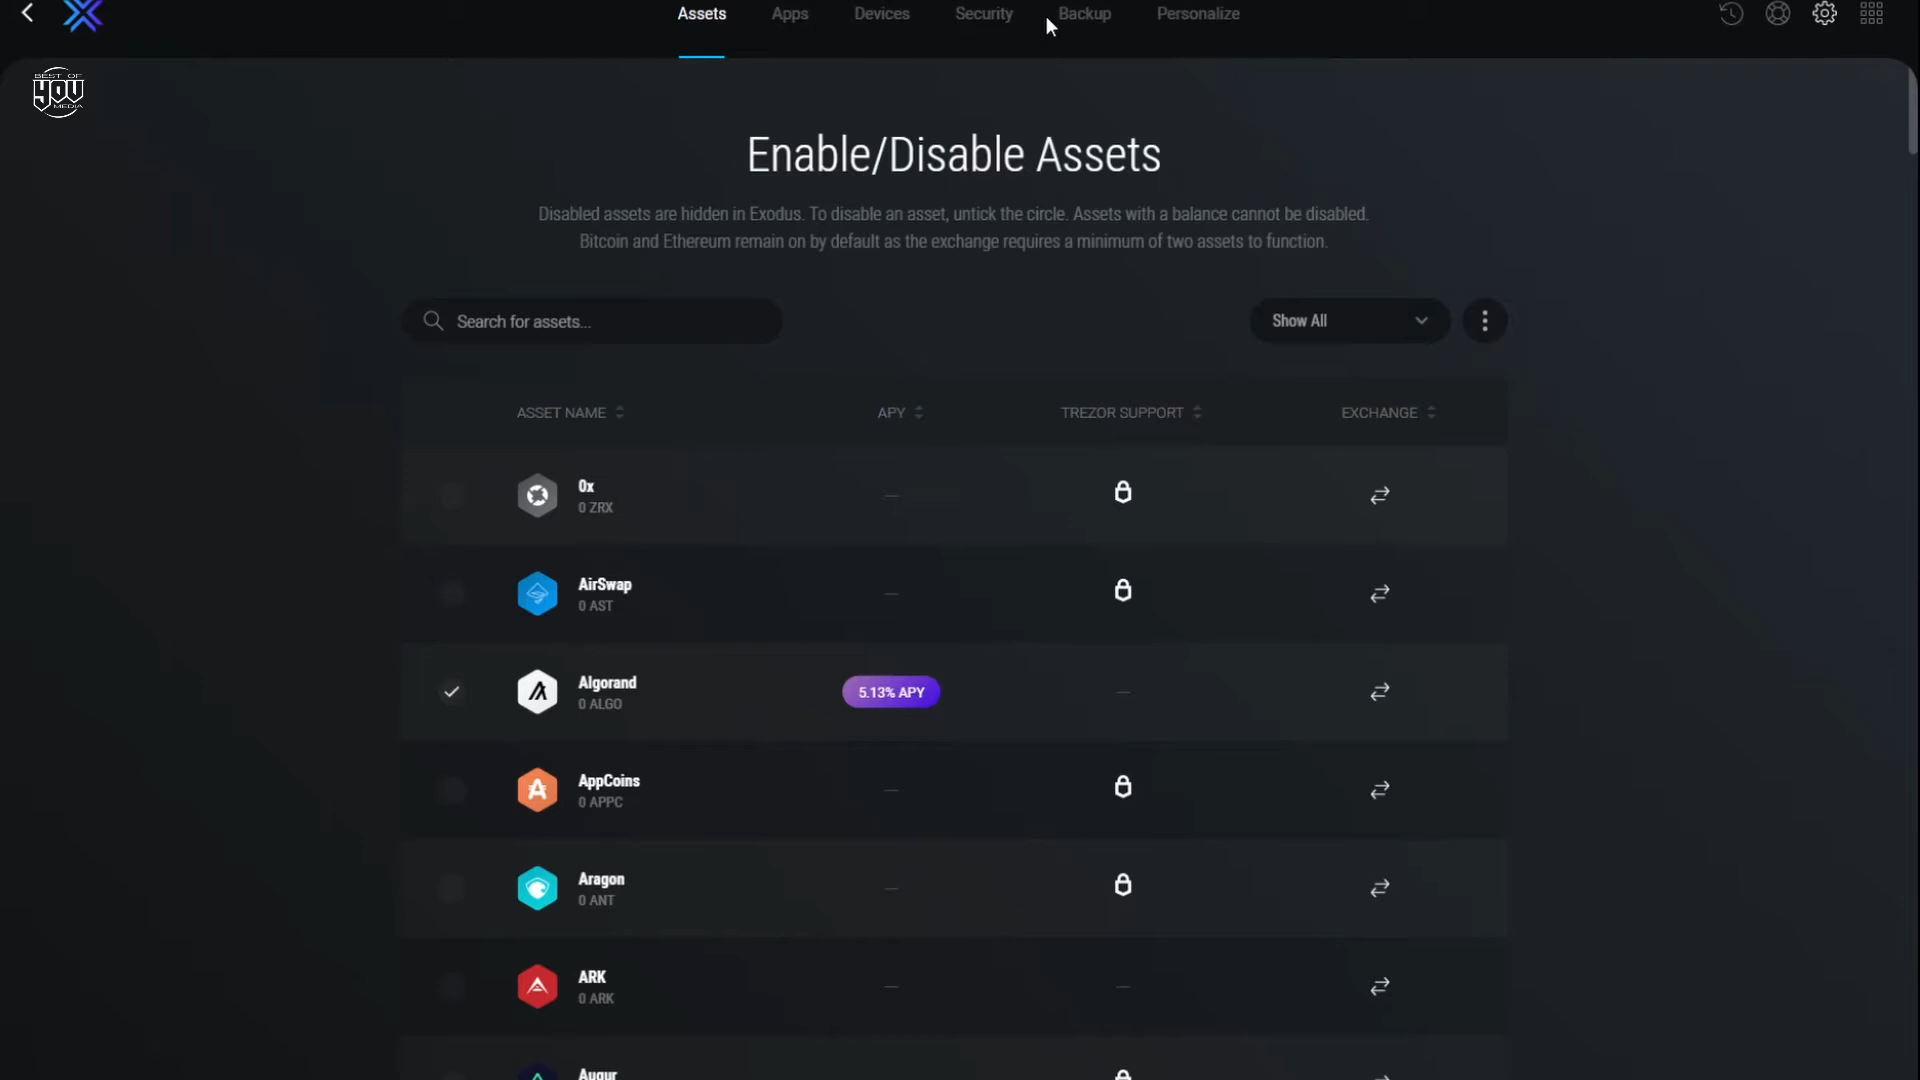 Assets Apps Devices Security Backup Personalize
BEST OF
YOU
MEDIA
Enable/Disable Assets
Disabled assets are hidden in Exodus. To disable an asset, untick the circle. Assets with a balance cannot be disabled.
Bitcoin and Ethereum remain on by default as the exchange requires a minimum of two assets to function.
Search for assets...
Show All
ASSET NAME APY TREZOR SUPPORT EXCHANGE
0x
0 ZRX
AirSwap
0 AST
Algorand
0 ALGO
5.13% APY
AppCoins
0 APPC
Aragon
0 ANT
ARK
0 ARK
Augur